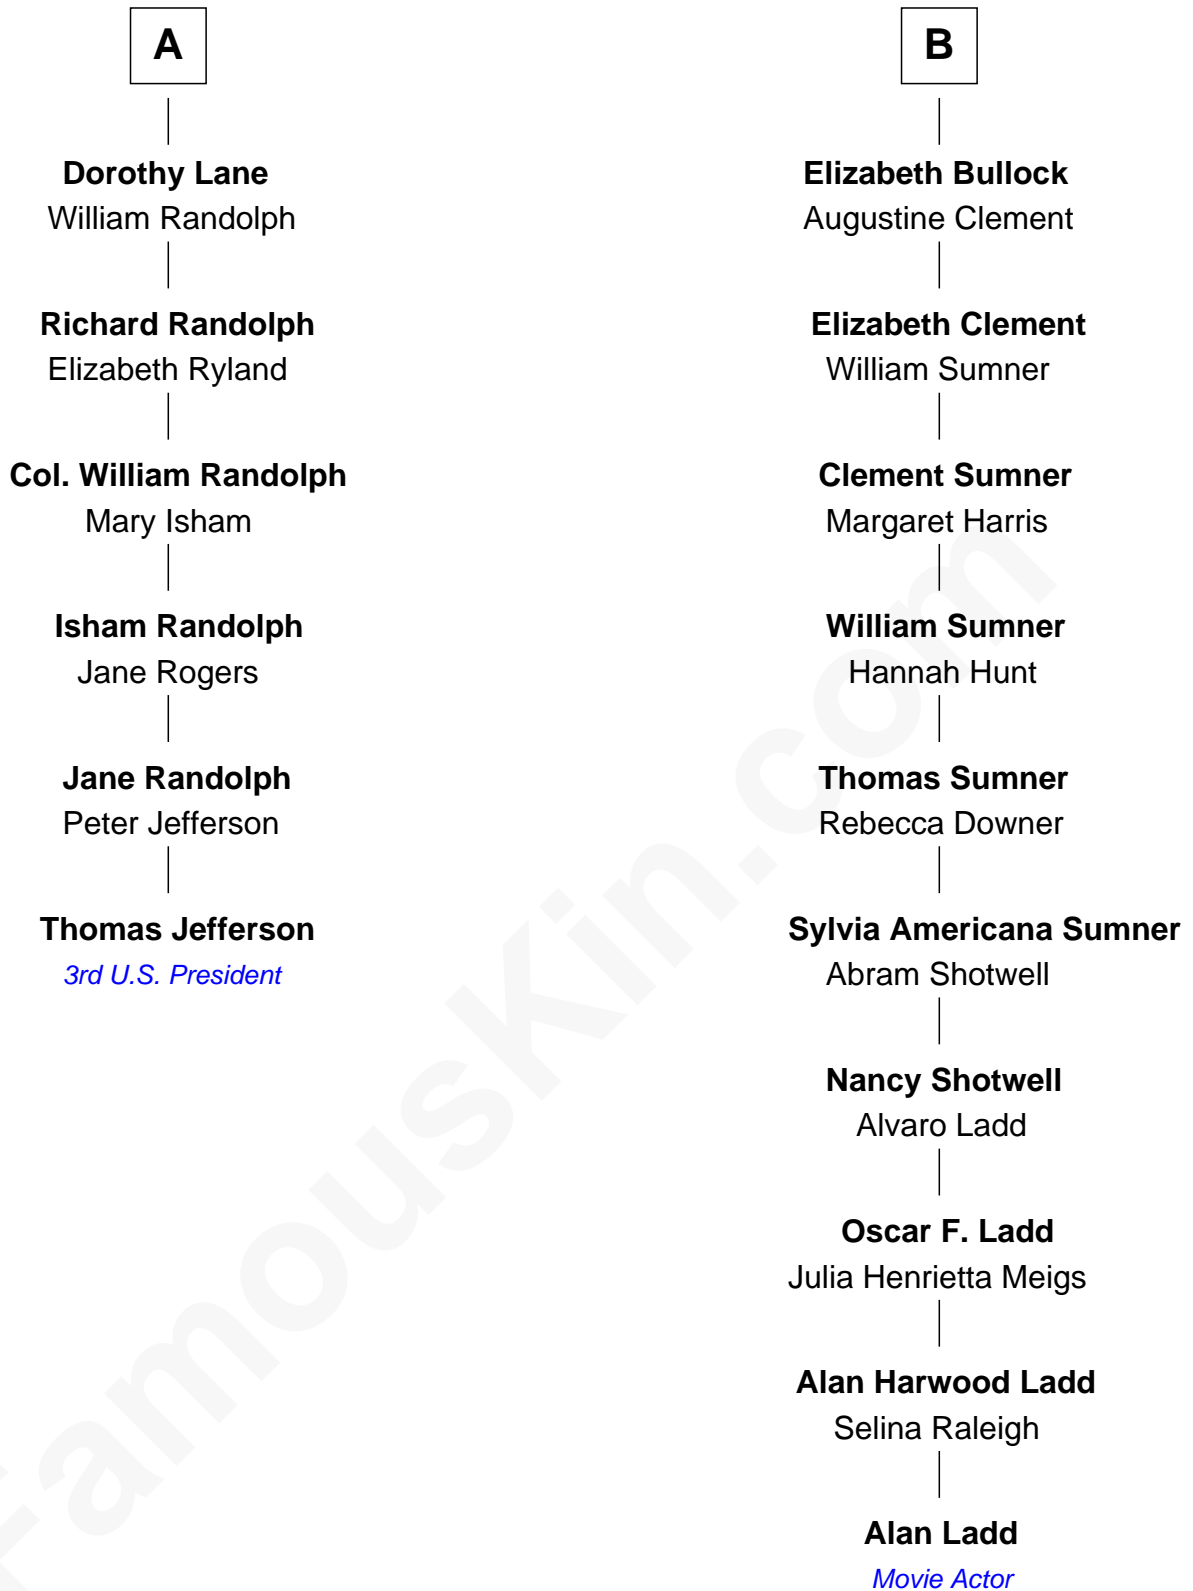 A
Dorothy Lane
William Randolph
Richard Randolph
Elizabeth Ryland
Col. William Randolph
Mary Isham
Isham Randolph
Jane Rogers
Jane Randolph
Peter Jefferson
Thomas Jefferson
3rd U.S. President
B
Elizabeth Bullock
Augustine Clement
Elizabeth Clement
William Sumner
Clement Sumner
Margaret Harris
William Sumner
Hannah Hunt
Thomas Sumner
Rebecca Downer
Sylvia Americana Sumner
Abram Shotwell
Nancy Shotwell
Alvaro Ladd
Oscar F. Ladd
Julia Henrietta Meigs
Alan Harwood Ladd
Selina Raleigh
Alan Ladd
Movie Actor
FamousKin.com